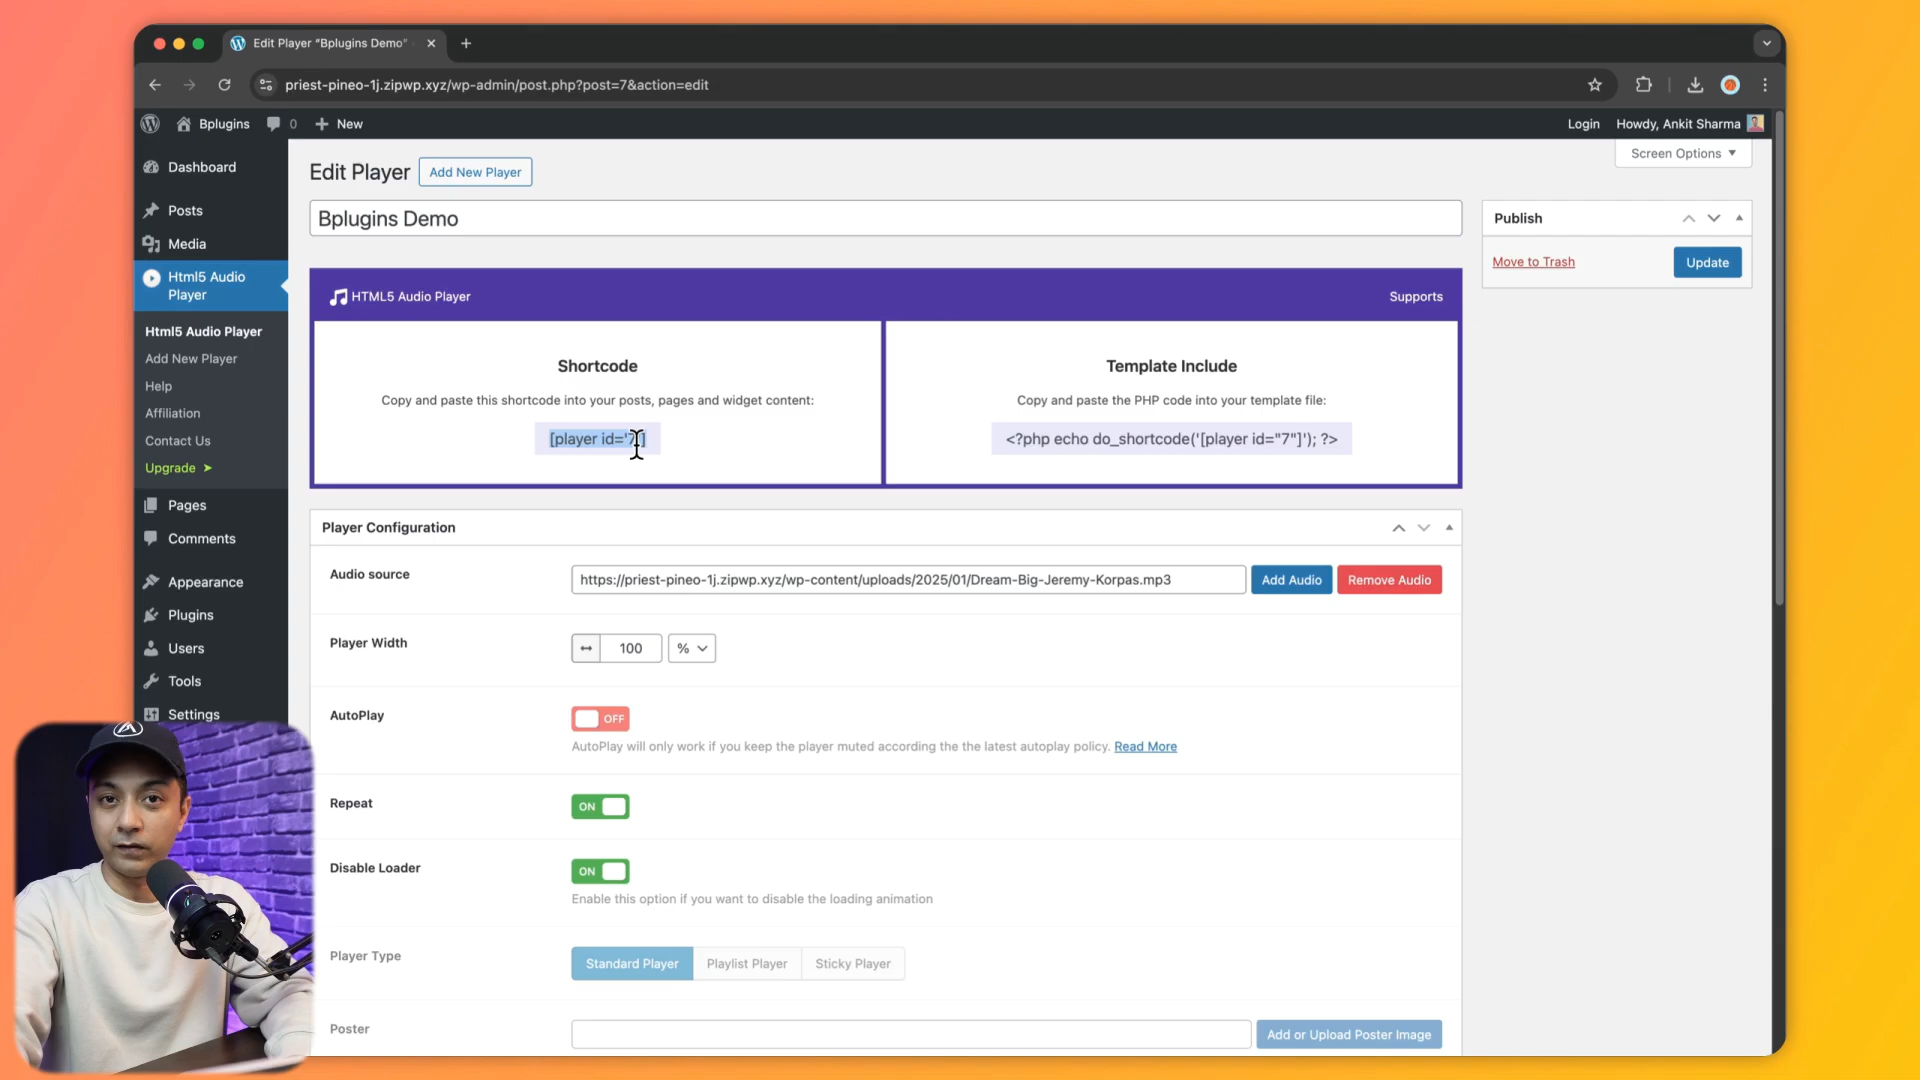 Edit Player "Bplugins Demo"
priest-pineo-1j.zipwp.xyz/wp-admin/post.php?post=7&action=edit
Bplugins 0 New
Login Howdy, Ankit Sharma
Screen Options
Dashboard
Posts
Media
Html5 Audio
Player
Html5 Audio Player
Add New Player
Help
Affiliation
Contact Us
Upgrade ➤
Pages
Comments
Appearance
Plugins
Users
Tools
Settings
Edit Player Add New Player
Bplugins Demo
Publish
Move to Trash Update
HTML5 Audio Player Supports
Shortcode
Copy and paste this shortcode into your posts, pages and widget content:
[player id='7']
Template Include
Copy and paste the PHP code into your template file:
<?php echo do_shortcode('[player id="7"]'); ?>
Player Configuration
Audio source https://priest-pineo-1j.zipwp.xyz/wp-content/uploads/2025/01/Dream-Big-Jeremy-Korpas.mp3 Add Audio Remove Audio
Player Width 100 %
AutoPlay OFF
AutoPlay will only work if you keep the player muted according the the latest autoplay policy. Read More
Repeat ON
Disable Loader ON
Enable this option if you want to disable the loading animation
Player Type Standard Player Playlist Player Sticky Player
Poster Add or Upload Poster Image